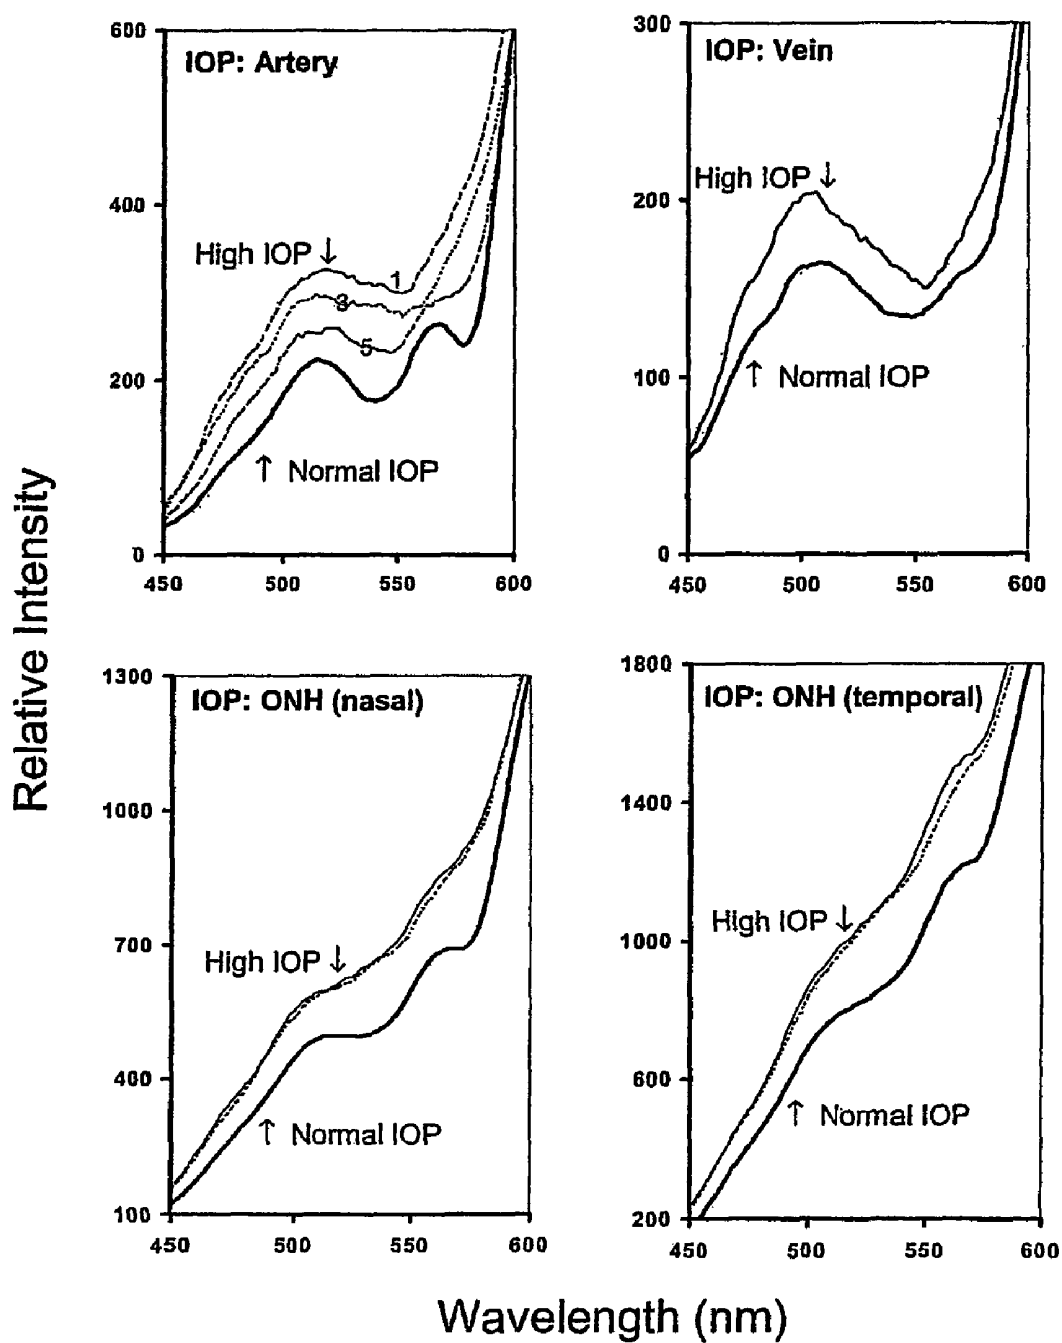 IOP: Artery
600
400
200
0
High IOP ↓
1
3
5
↑ Normal IOP
450 500 550 600
IOP: Vein
300
200
100
0
High IOP ↓
↑ Normal IOP
450 500 550 600
Relative Intensity
IOP: ONH (nasal)
1300
1000
700
400
100
High IOP ↓
↑ Normal IOP
450 500 550 600
IOP: ONH (temporal)
1800
1400
1000
600
200
High IOP ↓
↑ Normal IOP
450 500 550 600
Wavelength (nm)